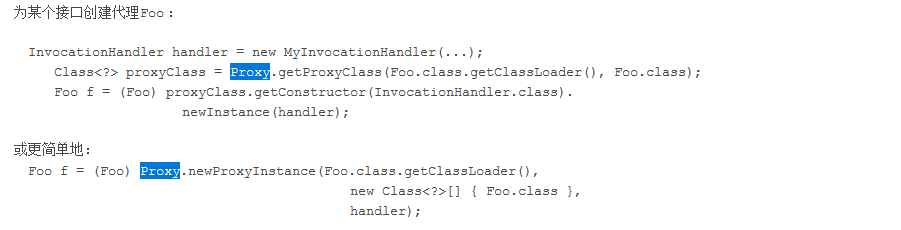 为某个接口创建代理Foo：
InvocationHandler handler = new MyInvocationHandler(...);
Class<?> proxyClass = Proxy.getProxyClass(Foo.class.getClassLoader(), Foo.class);
Foo f = (Foo) proxyClass.getConstructor(InvocationHandler.class).
newInstance(handler);
或更简单地：
Foo f = (Foo) Proxy.newProxyInstance(Foo.class.getClassLoader(),
new Class<?>[] { Foo.class },
handler);